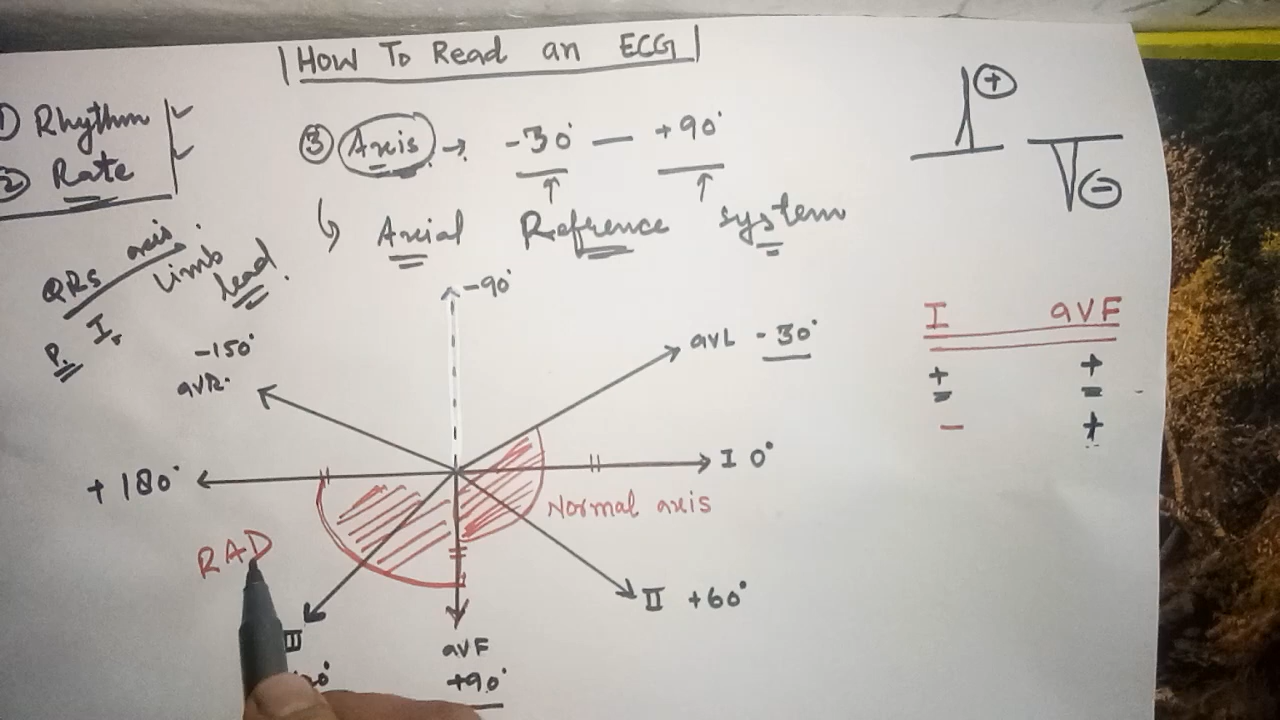 How To Read an ECG
1) Rhythm ✓
2) Rate ✓
③ Axis → -30° — +90°
Axial Refrence system
QRS axis.
Limb lead.
P. I.
+
-
-90°
avL -30°
-150°
avR.
+180°
I 0°
Normal axis
RAD
II +60°
III
avF
+90°
I aVF
+ +
- +